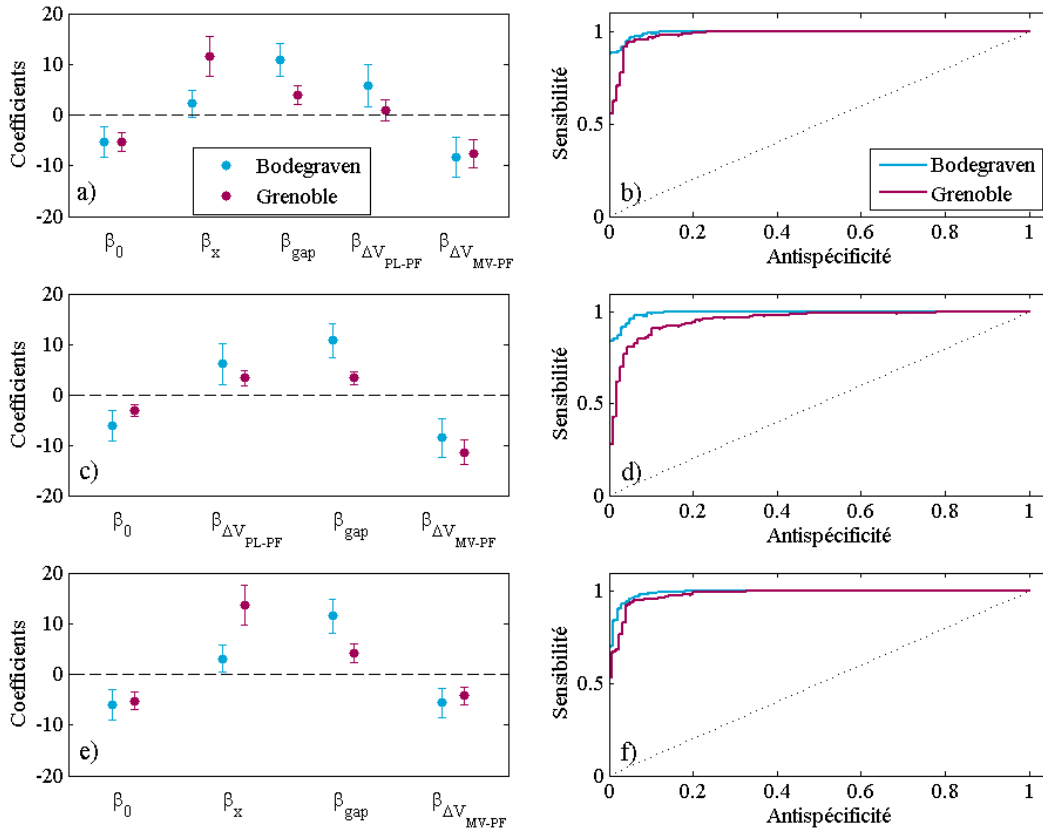 20
10
0
-10
-20
Coefficients
Bodegraven
Grenoble
a)
β0
βx
βgap
βΔVPL-PF
βΔVMV-PF
1
0.5
0
Sensibilité
b)
Bodegraven
Grenoble
0 0.2 0.4 0.6 0.8 1
Antispécificité
20
10
0
-10
-20
Coefficients
c)
β0
βΔVPL-PF
βgap
βΔVMV-PF
1
0.5
0
Sensibilité
d)
0 0.2 0.4 0.6 0.8 1
Antispécificité
20
10
0
-10
-20
Coefficients
e)
β0
βx
βgap
βΔVMV-PF
1
0.5
0
Sensibilité
f)
0 0.2 0.4 0.6 0.8 1
Antispécificité